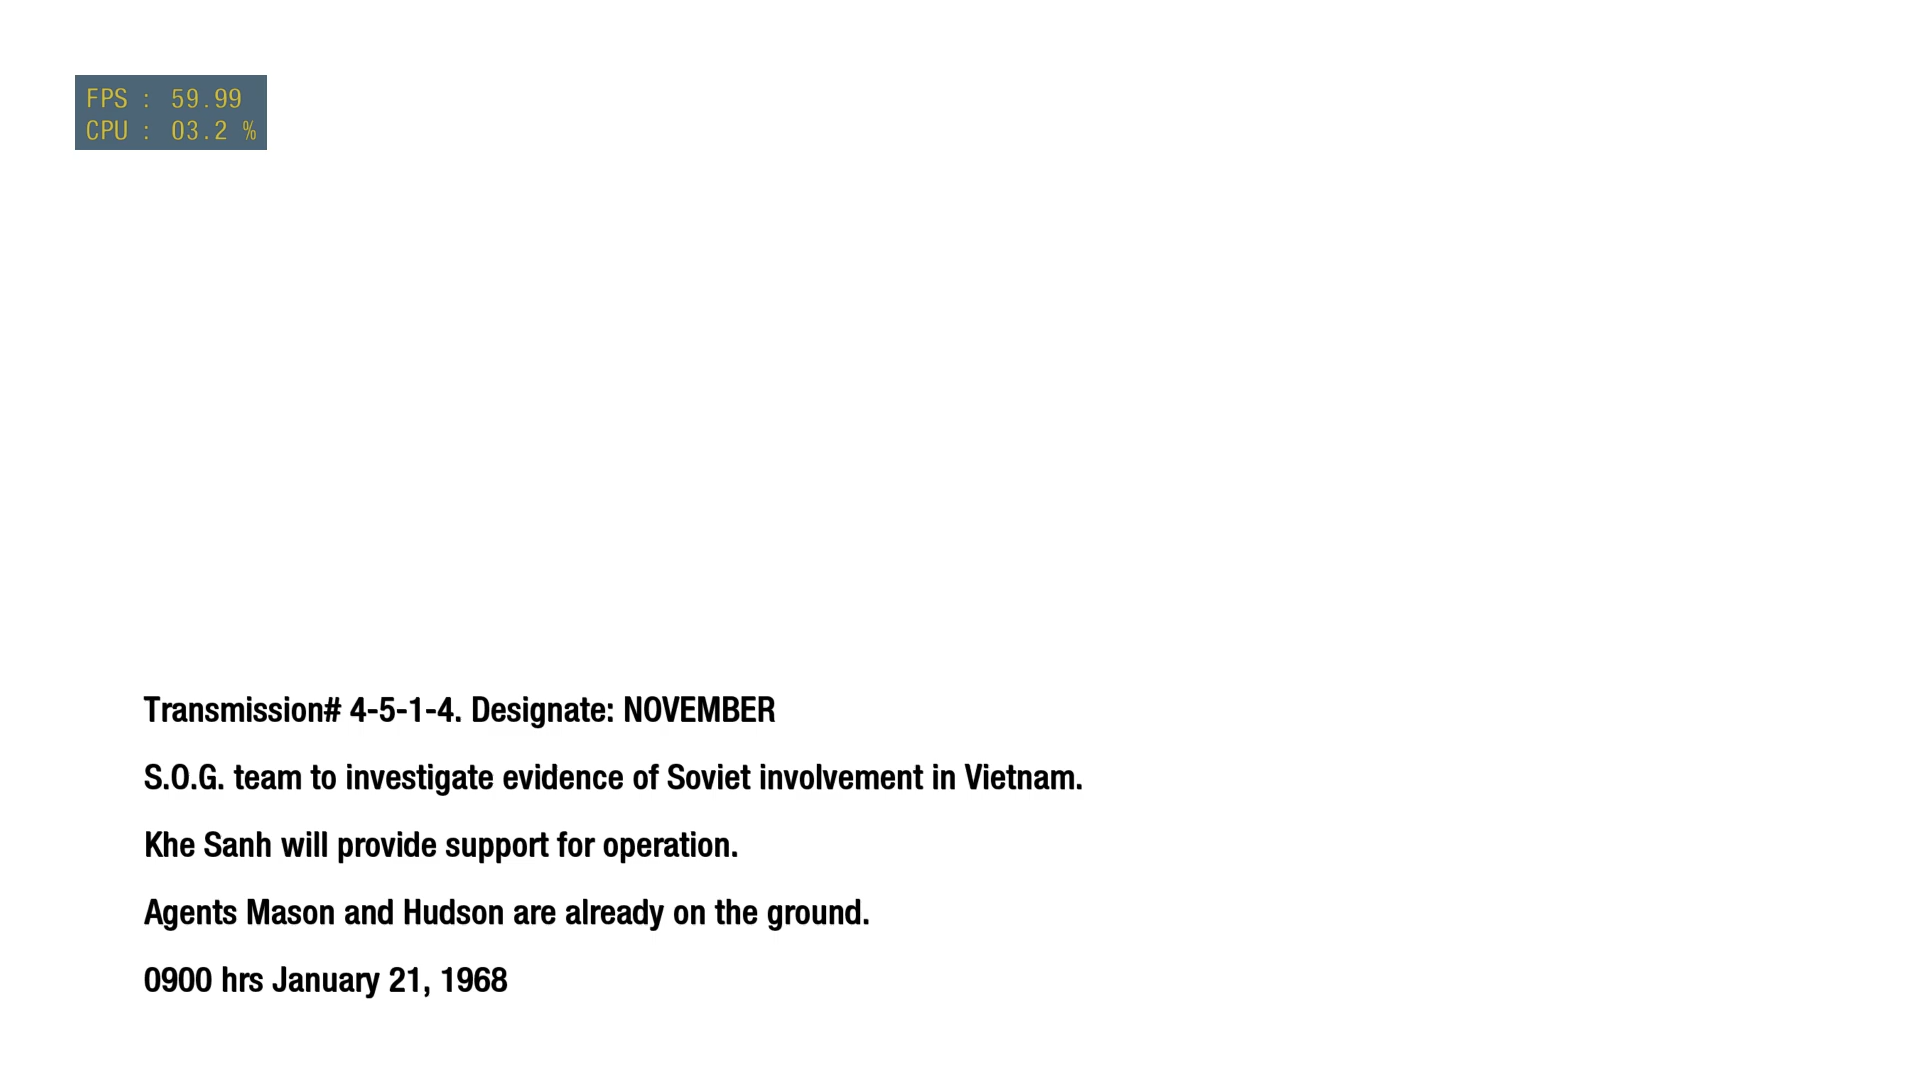 FPS : 59.99
CPU : 03.2 %
Transmission# 4-5-1-4. Designate: NOVEMBER
S.O.G. team to investigate evidence of Soviet involvement in Vietnam.
Khe Sanh will provide support for operation.
Agents Mason and Hudson are already on the ground.
0900 hrs January 21, 1968